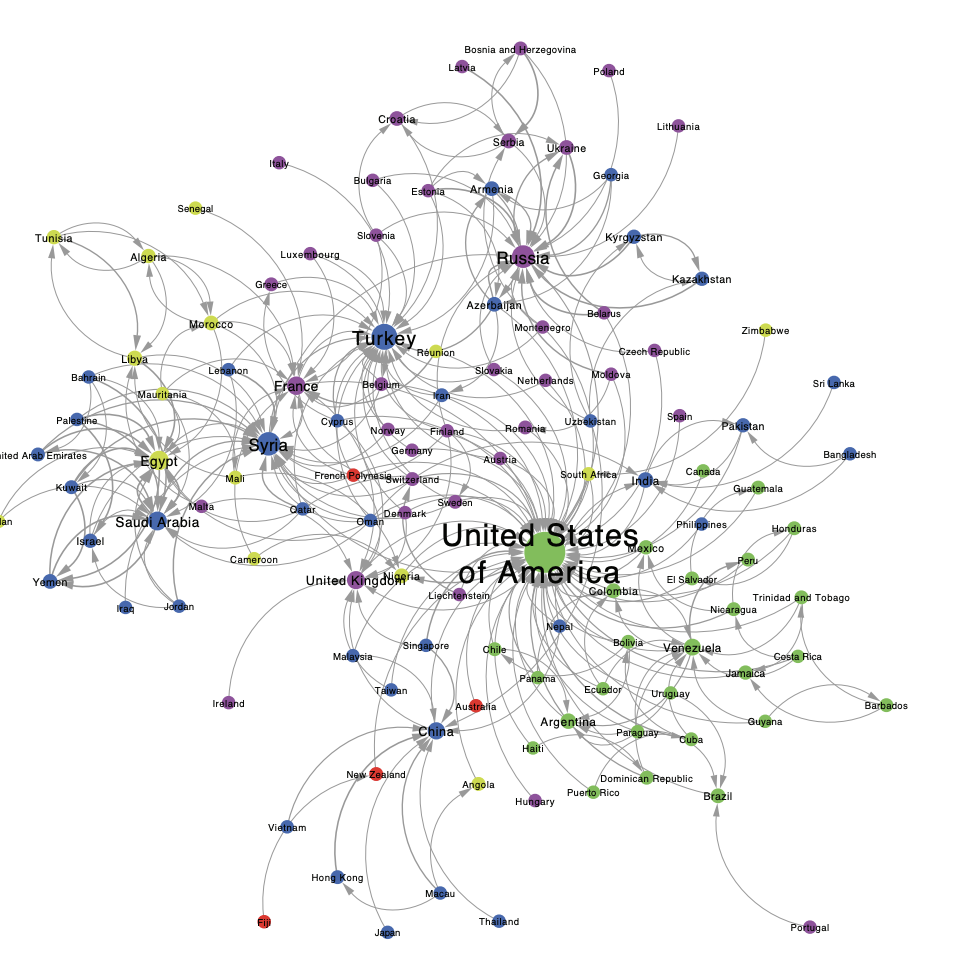 Bosnia and Herzegovina
Latvia
Poland
Croatia
Lithuania
Serbia
Ukraine
Italy
Bulgaria
Estonia
Armenia
Georgia
Senegal
Tunisia
Slovenia
Kyrgyzstan
Algeria
Luxembourg
Russia
Kazakhstan
Greece
Azerbaijan
Belarus
Morocco
Montenegro
Zimbabwe
Turkey
Réunion
Czech Republic
Libya
Lebanon
Slovakia
Moldova
Bahrain
France
Belgium
Netherlands
Sri Lanka
Mauritania
Iran
Palestine
Cyprus
Uzbekistan
Spain
Pakistan
Norway
Finland
Romania
Syria
Germany
ited Arab Emirates
Egypt
Austria
Bangladesh
Mali
French Polynesia
Switzerland
South Africa
India
Canada
Kuwait
Guatemala
Malta
Qatar
Sweden
lan
Saudi Arabia
Oman
Denmark
Philippines
Honduras
United States
of America
Israel
Mexico
Cameroon
Peru
Yemen
United Kingdom
Nigeria
El Salvador
Colombia
Liechtenstein
Trinidad and Tobago
Iraq
Jordan
Nicaragua
Nepal
Singapore
Chile
Bolivia
Venezuela
Malaysia
Costa Rica
Jamaica
Panama
Taiwan
Ecuador
Uruguay
Ireland
Australia
Barbados
Argentina
Guyana
China
Paraguay
Cuba
Haiti
New Zealand
Dominican Republic
Angola
Puerto Rico
Brazil
Hungary
Vietnam
Hong Kong
Macau
Fiji
Thailand
Japan
Portugal